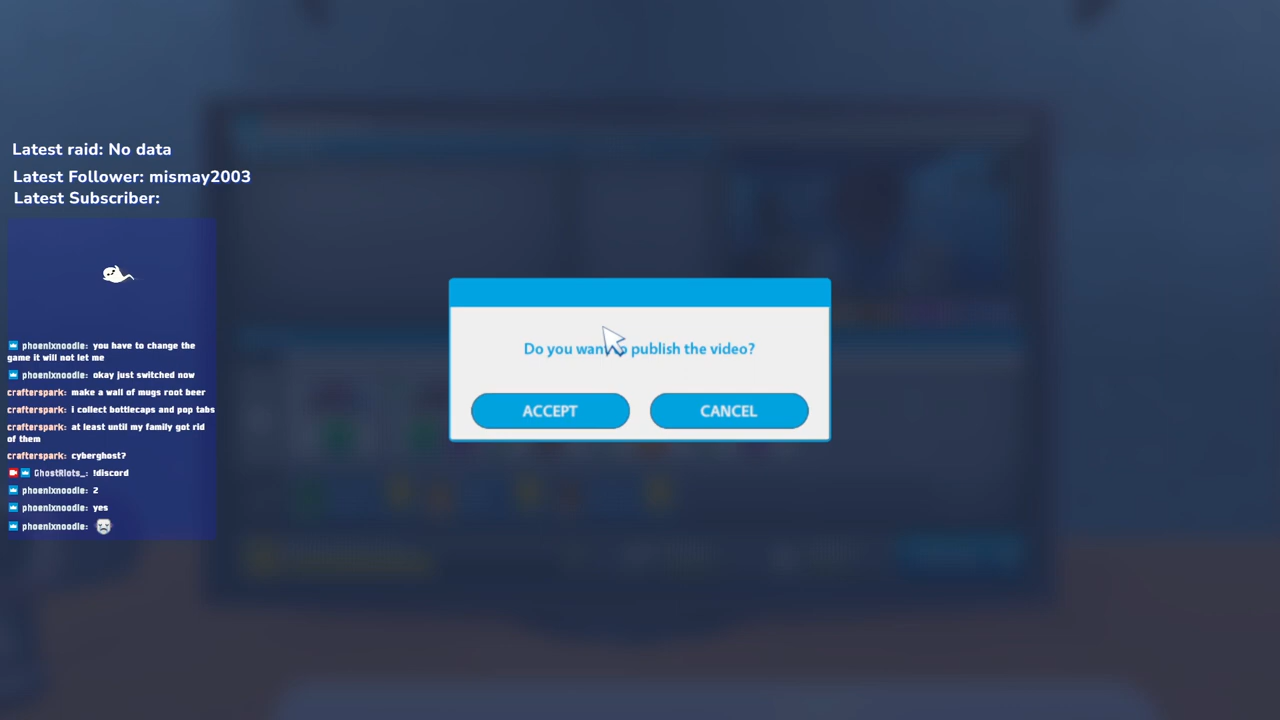 Latest raid: No data
Latest Follower: mismay2003
Latest Subscriber:
phoenixnoodle: you have to change the
game it will not let me
phoenixnoodle: okay just switched now
crafterspark: make a wall of mugs root beer
crafterspark: i collect bottlecaps and pop tabs
crafterspark: at least until my family got rid
of them
crafterspark: cyberghost?
GhostRiots_: !discord
phoenixnoodle: 2
phoenixnoodle: yes
phoenixnoodle:
Do you want to publish the video?
ACCEPT
CANCEL